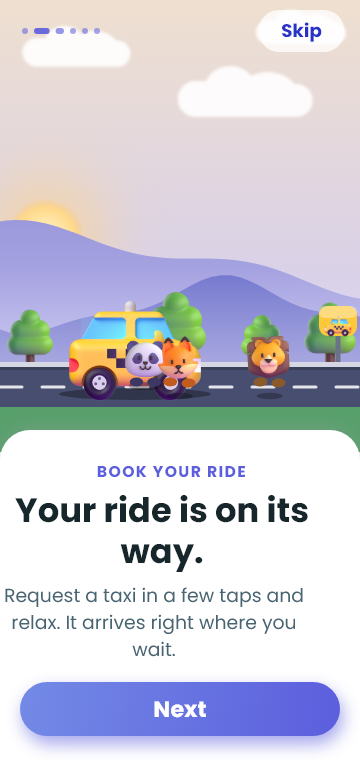 Skip
BOOK YOUR RIDE
Your ride is on its
way.
Request a taxi in a few taps and
relax. It arrives right where you
wait.
Next